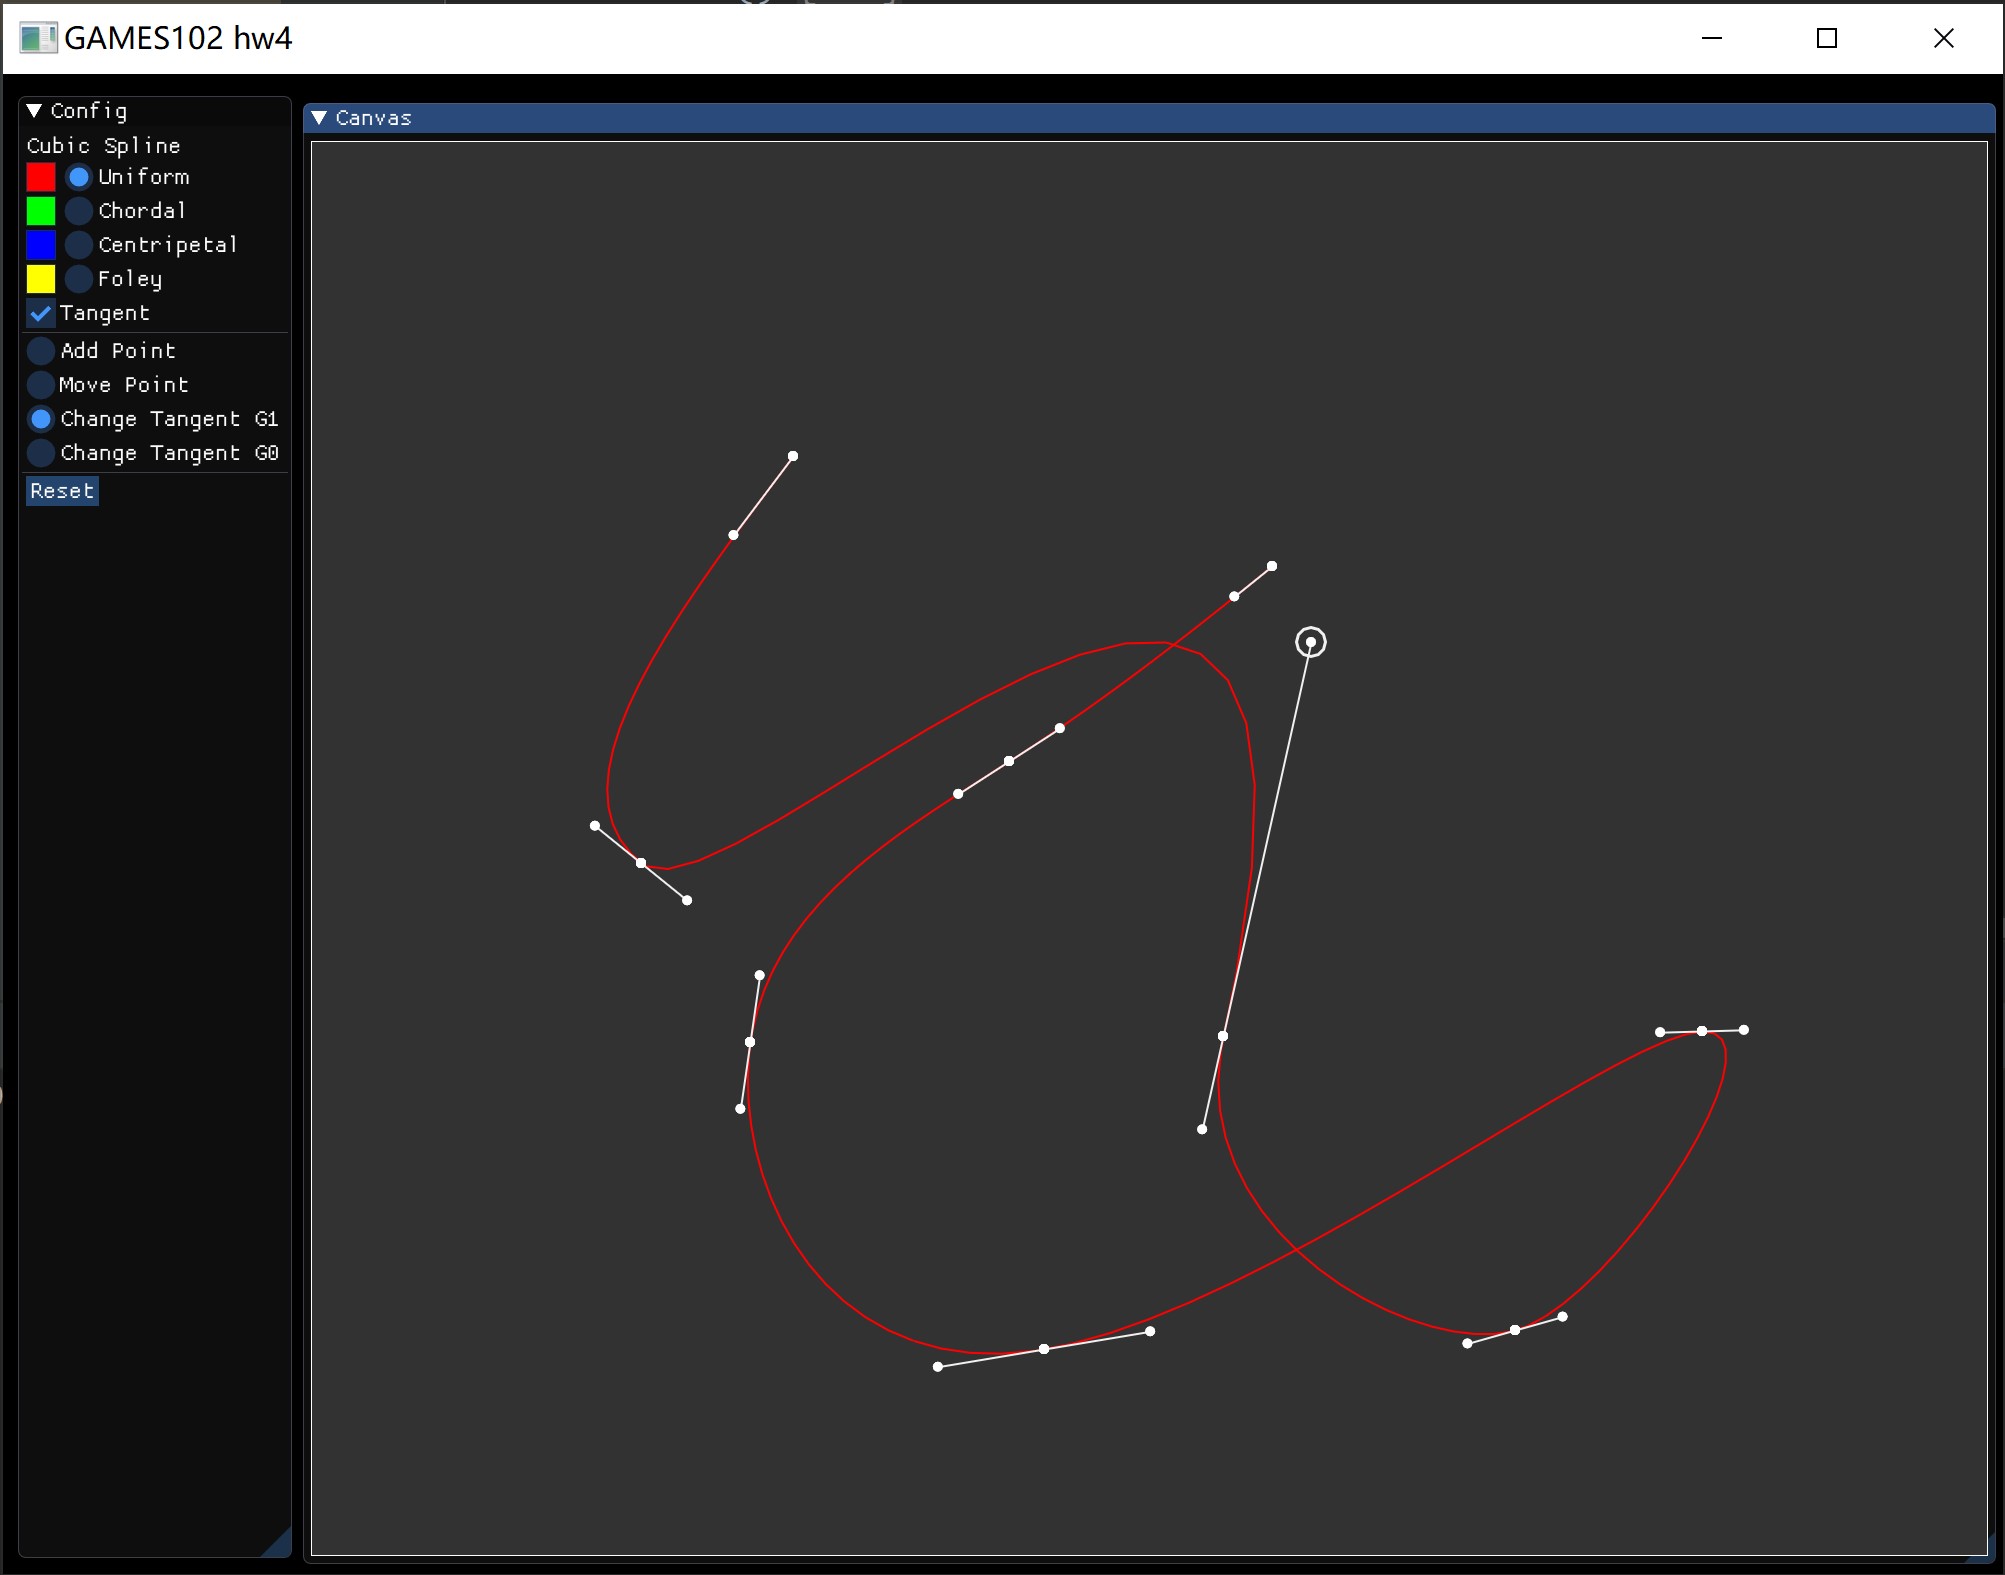 GAMES102 hw4
Config
Cubic Spline
Uniform
Chordal
Centripetal
Foley
Tangent
Add Point
Move Point
Change Tangent G1
Change Tangent G0
Reset
Canvas